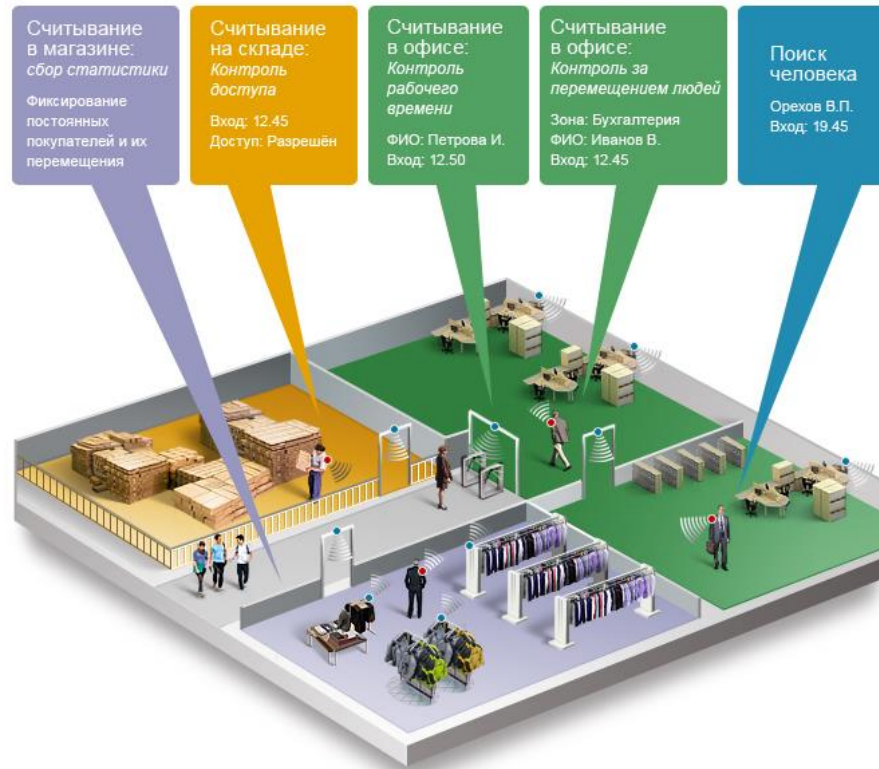 Считывание
в магазине:
сбор статистики
Фиксирование
постоянных
покупателей и их
перемещения
Считывание
на складе:
Контроль
доступа
Вход: 12.45
Доступ: Разрешён
Считывание
в офисе:
Контроль
рабочего
времени
ФИО: Петрова И.
Вход: 12.50
Считывание
в офисе:
Контроль за
перемещением людей
Зона: Бухгалтерия
ФИО: Иванов В.
Вход: 12.45
Поиск
человека
Орехов В.П.
Вход: 19.45